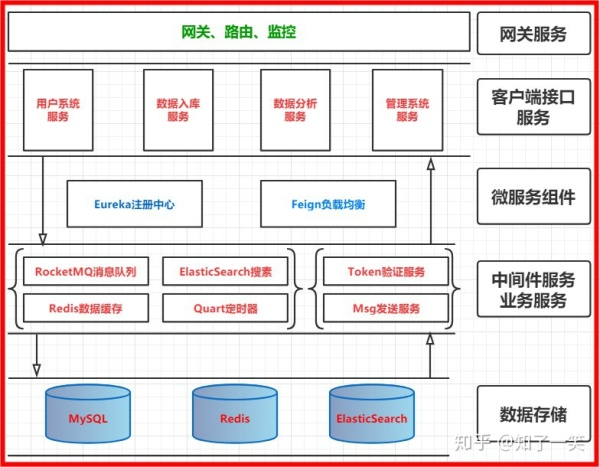 网关、路由、监控
网关服务
用户系统
服务
数据入库
服务
数据分析
服务
管理系统
服务
客户端接口
服务
Eureka注册中心
Feign负载均衡
微服务组件
RocketMQ消息队列
ElasticSearch搜素
Token验证服务
Redis数据缓存
Quart定时器
Msg发送服务
中间件服务
业务服务
MySQL
Redis
ElasticSearch
数据存储
知乎 @知了一笑